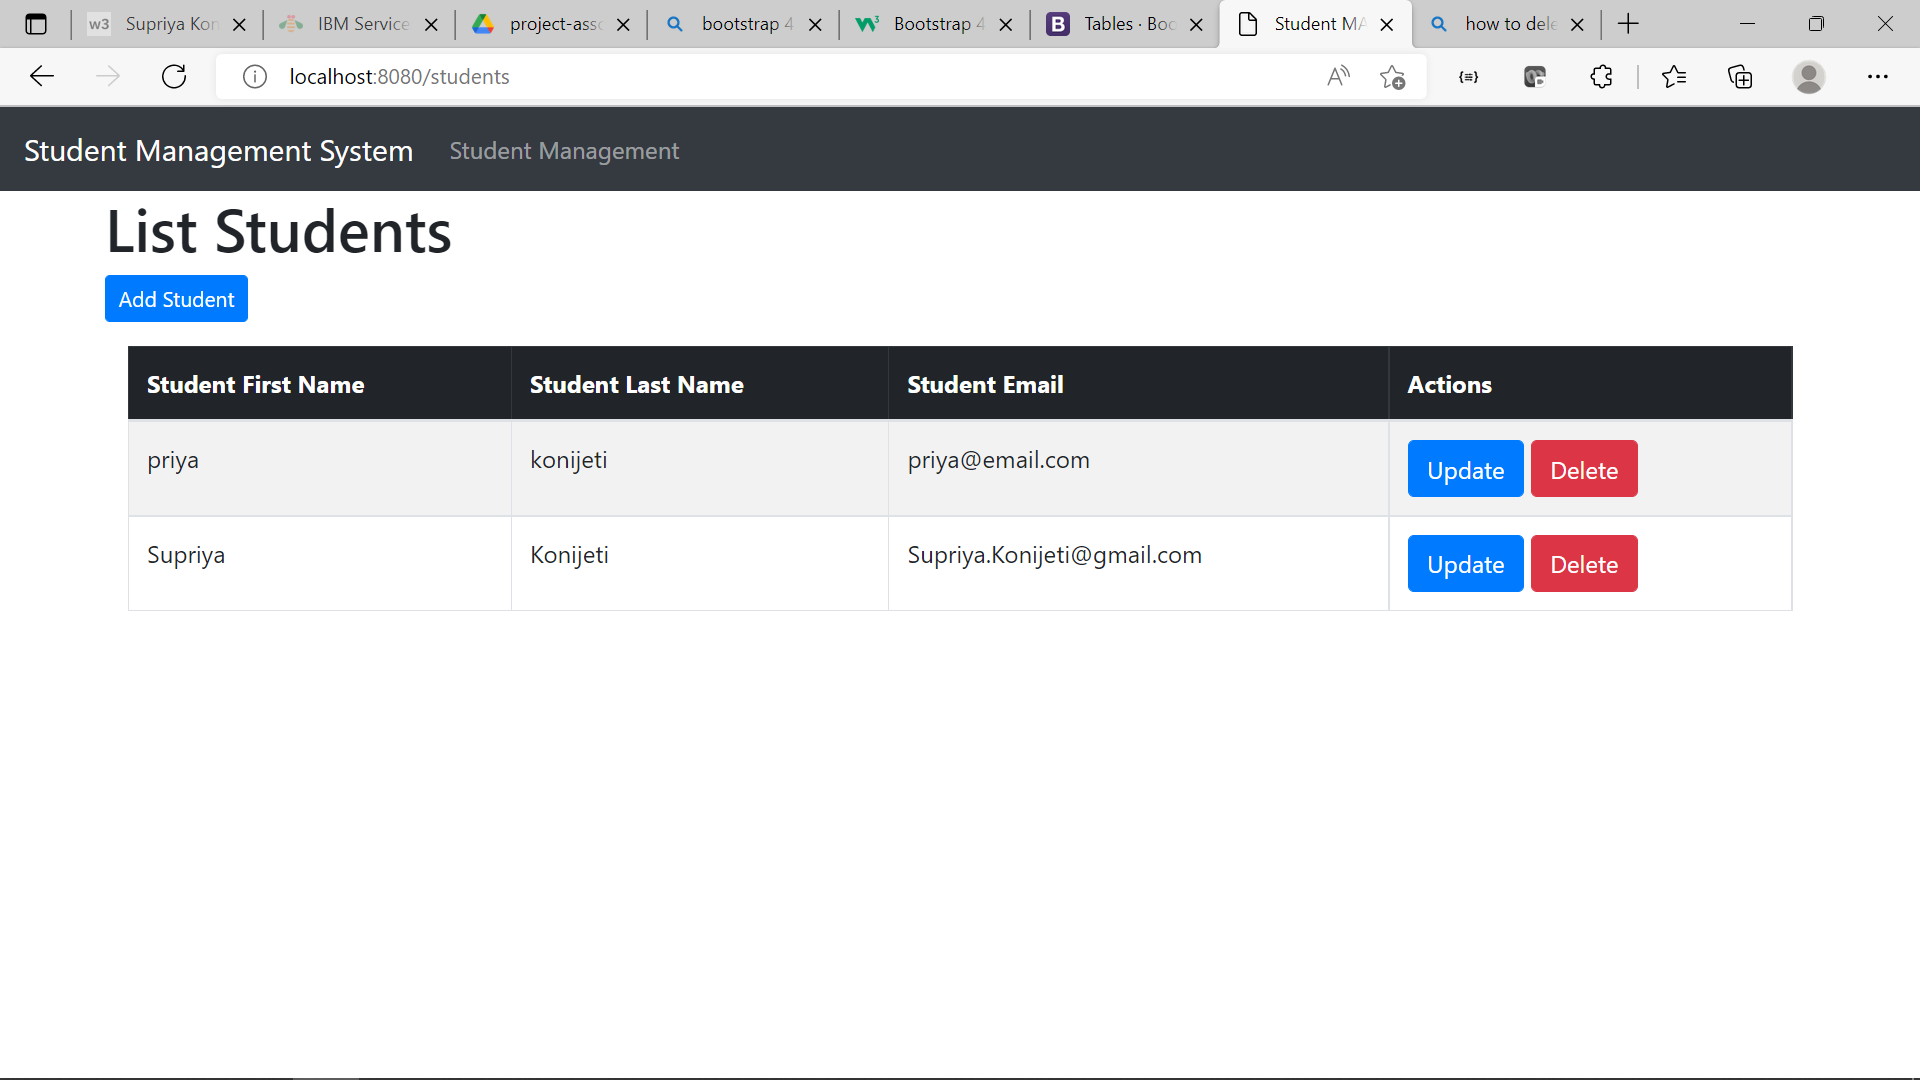 w3 Supriya Kon IBM Service project-asso bootstrap 4 Bootstrap 4 B Tables · Boo Student MA how to dele
localhost:8080/students
Student Management System Student Management
List Students
Add Student
Student First Name Student Last Name Student Email Actions
priya konijeti priya@email.com Update Delete
Supriya Konijeti Supriya.Konijeti@gmail.com Update Delete